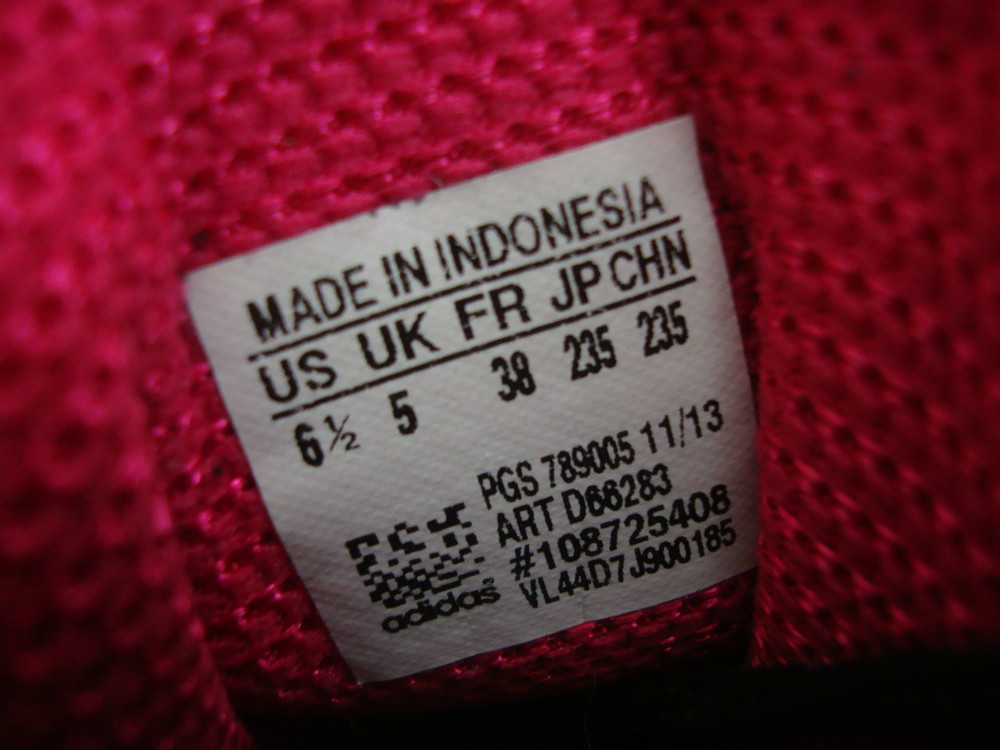 MADE IN INDONESIA
US UK FR JP CHN
6½ 5 38 235 235
PGS 789005 11/13
ART D66283
#108725408
VL44D7J900185
adidas